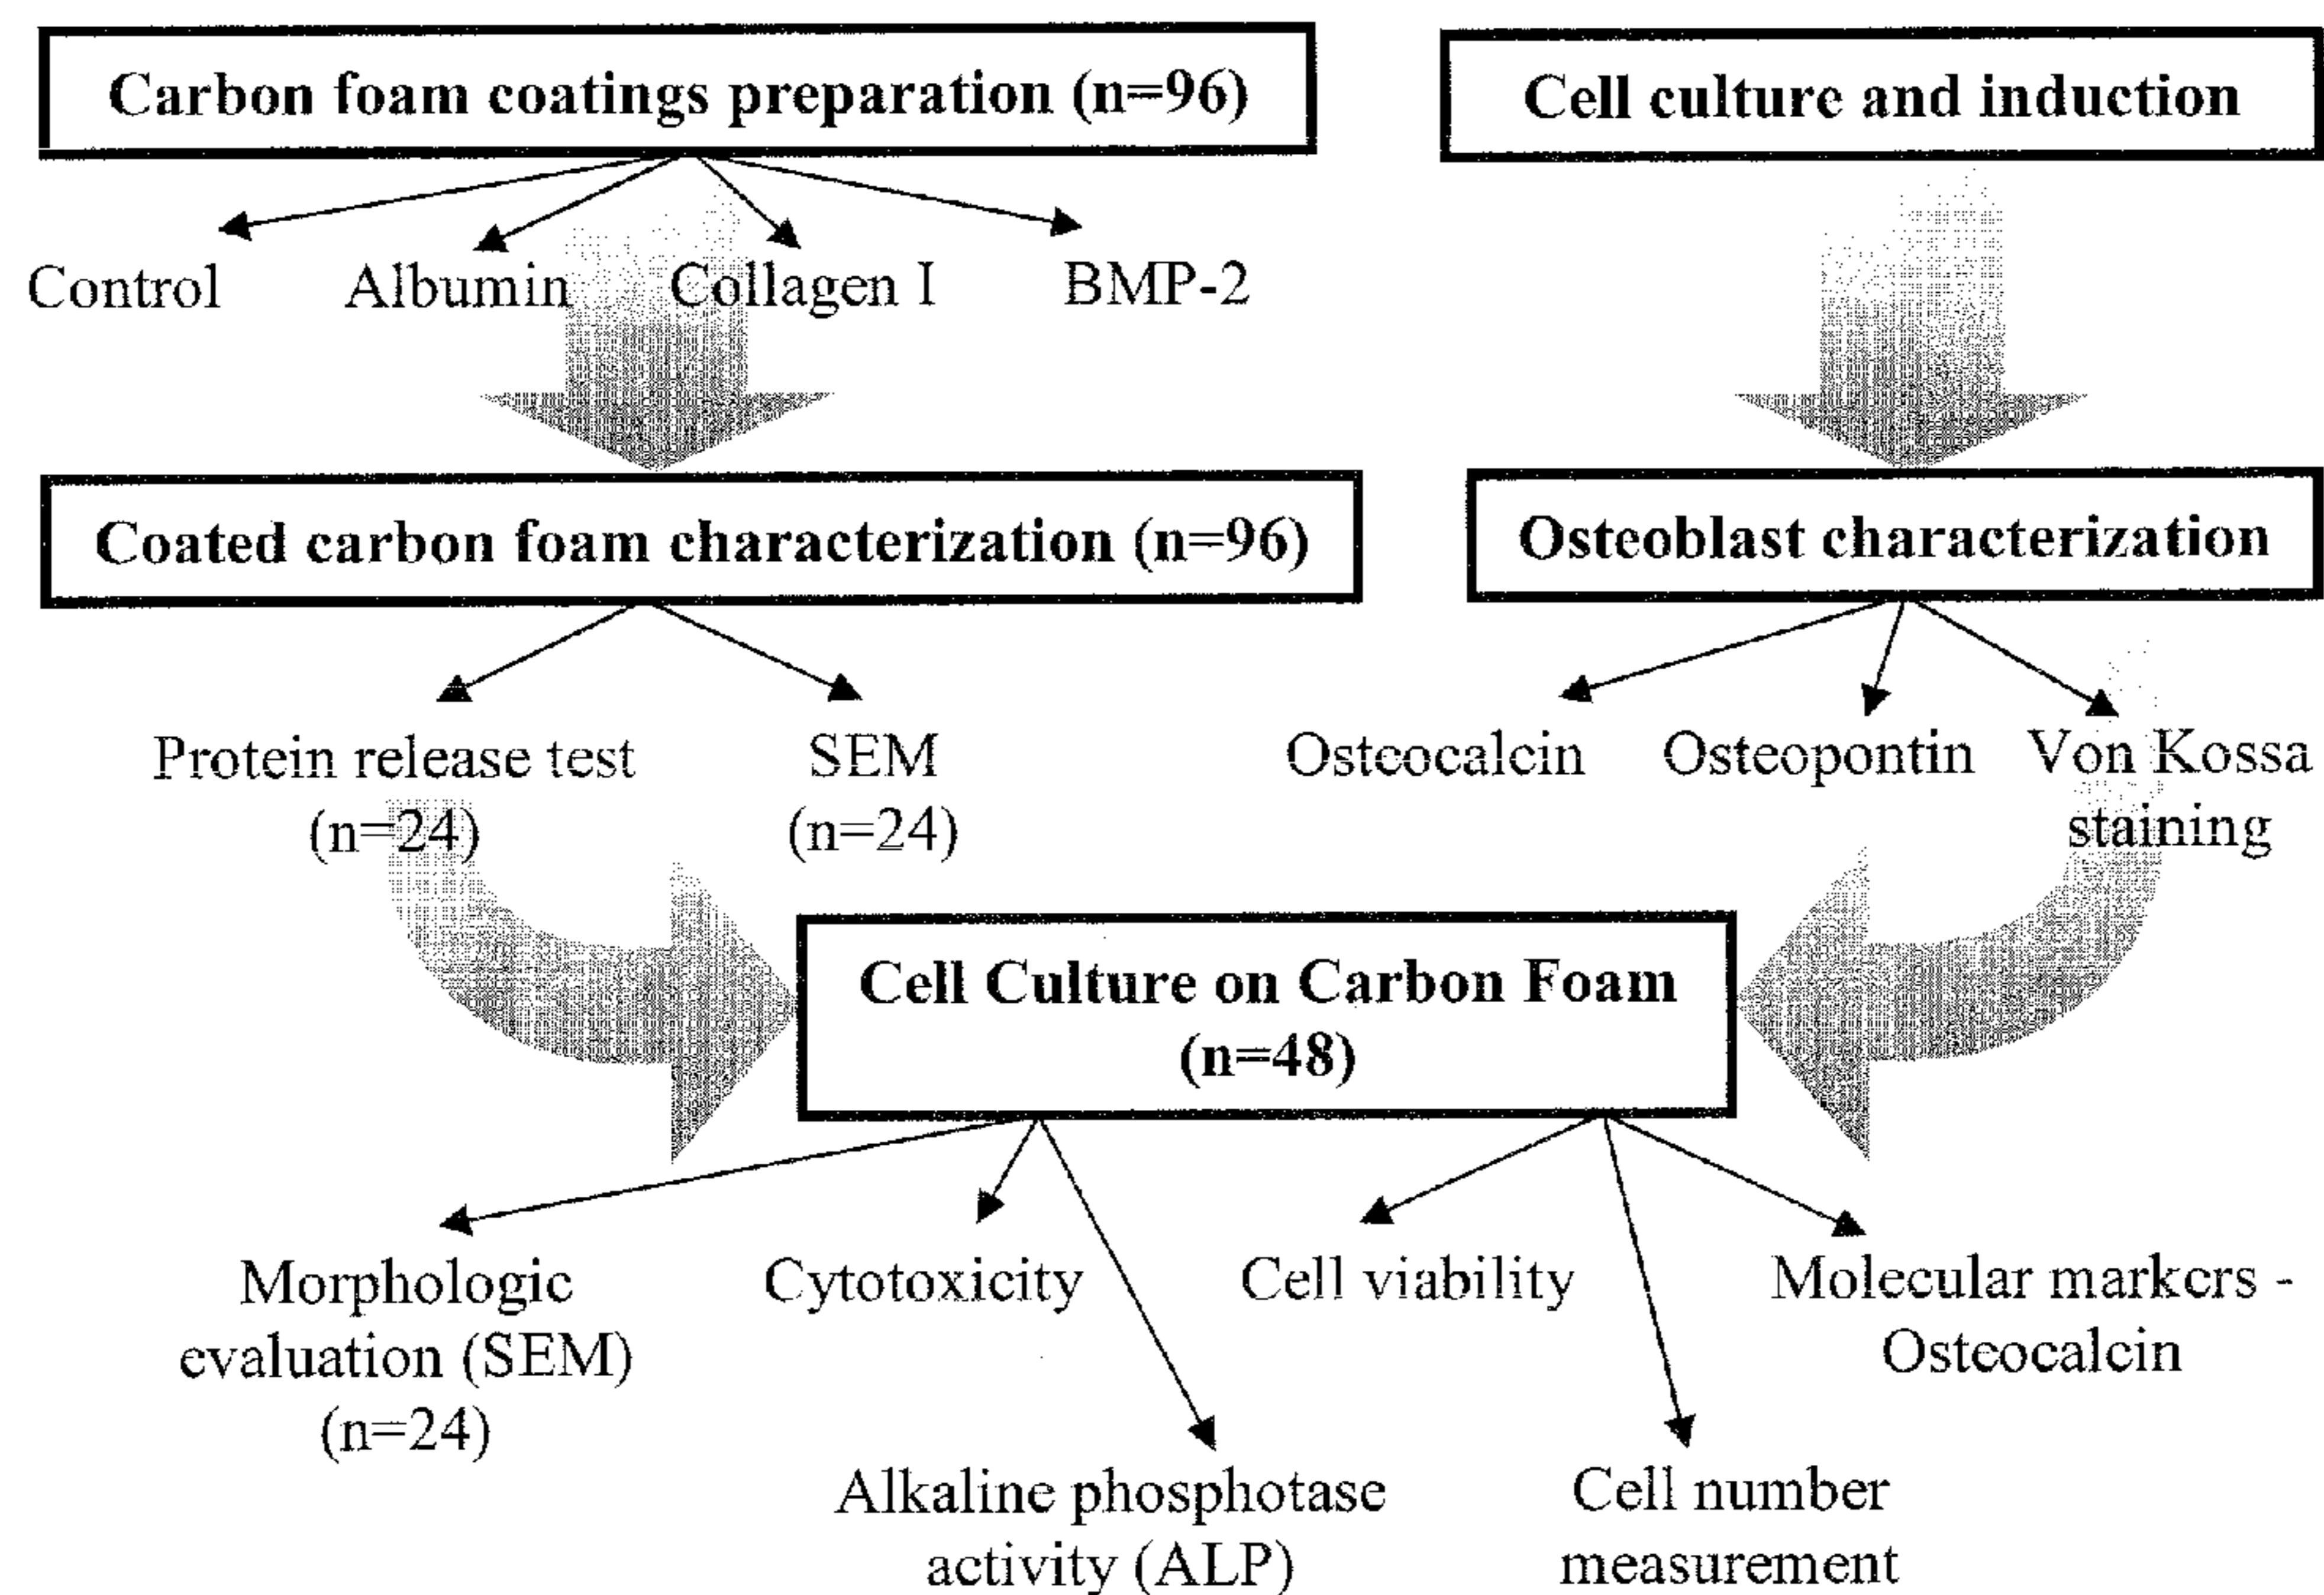 Carbon foam coatings preparation (n=96)
Cell culture and induction
Control
Albumin
Collagen I
BMP-2
Coated carbon foam characterization (n=96)
Osteoblast characterization
Protein release test
(n=24)
SEM
(n=24)
Osteocalcin
Osteopontin
Von Kossa
staining
Cell Culture on Carbon Foam
(n=48)
Morphologic
evaluation (SEM)
(n=24)
Cytotoxicity
Cell viability
Molecular markers -
Osteocalcin
Alkaline phosphotase
activity (ALP)
Cell number
measurement